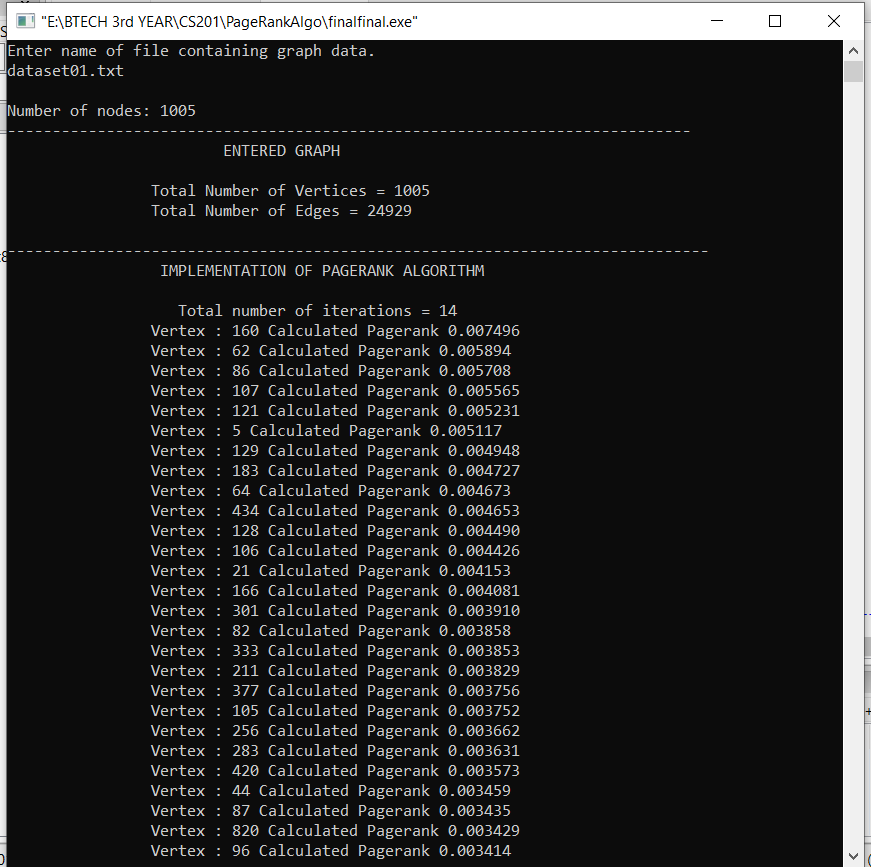 "E:\BTECH 3rd YEAR\CS201\PageRankAlgo\finalfinal.exe"
Enter name of file containing graph data.
dataset01.txt
Number of nodes: 1005
----------------------------------------------------------------------------
ENTERED GRAPH
Total Number of Vertices = 1005
Total Number of Edges = 24929
------------------------------------------------------------------------------
IMPLEMENTATION OF PAGERANK ALGORITHM
Total number of iterations = 14
Vertex : 160 Calculated Pagerank 0.007496
Vertex : 62 Calculated Pagerank 0.005894
Vertex : 86 Calculated Pagerank 0.005708
Vertex : 107 Calculated Pagerank 0.005565
Vertex : 121 Calculated Pagerank 0.005231
Vertex : 5 Calculated Pagerank 0.005117
Vertex : 129 Calculated Pagerank 0.004948
Vertex : 183 Calculated Pagerank 0.004727
Vertex : 64 Calculated Pagerank 0.004673
Vertex : 434 Calculated Pagerank 0.004653
Vertex : 128 Calculated Pagerank 0.004490
Vertex : 106 Calculated Pagerank 0.004426
Vertex : 21 Calculated Pagerank 0.004153
Vertex : 166 Calculated Pagerank 0.004081
Vertex : 301 Calculated Pagerank 0.003910
Vertex : 82 Calculated Pagerank 0.003858
Vertex : 333 Calculated Pagerank 0.003853
Vertex : 211 Calculated Pagerank 0.003829
Vertex : 377 Calculated Pagerank 0.003756
Vertex : 105 Calculated Pagerank 0.003752
Vertex : 256 Calculated Pagerank 0.003662
Vertex : 283 Calculated Pagerank 0.003631
Vertex : 420 Calculated Pagerank 0.003573
Vertex : 44 Calculated Pagerank 0.003459
Vertex : 87 Calculated Pagerank 0.003435
Vertex : 820 Calculated Pagerank 0.003429
Vertex : 96 Calculated Pagerank 0.003414